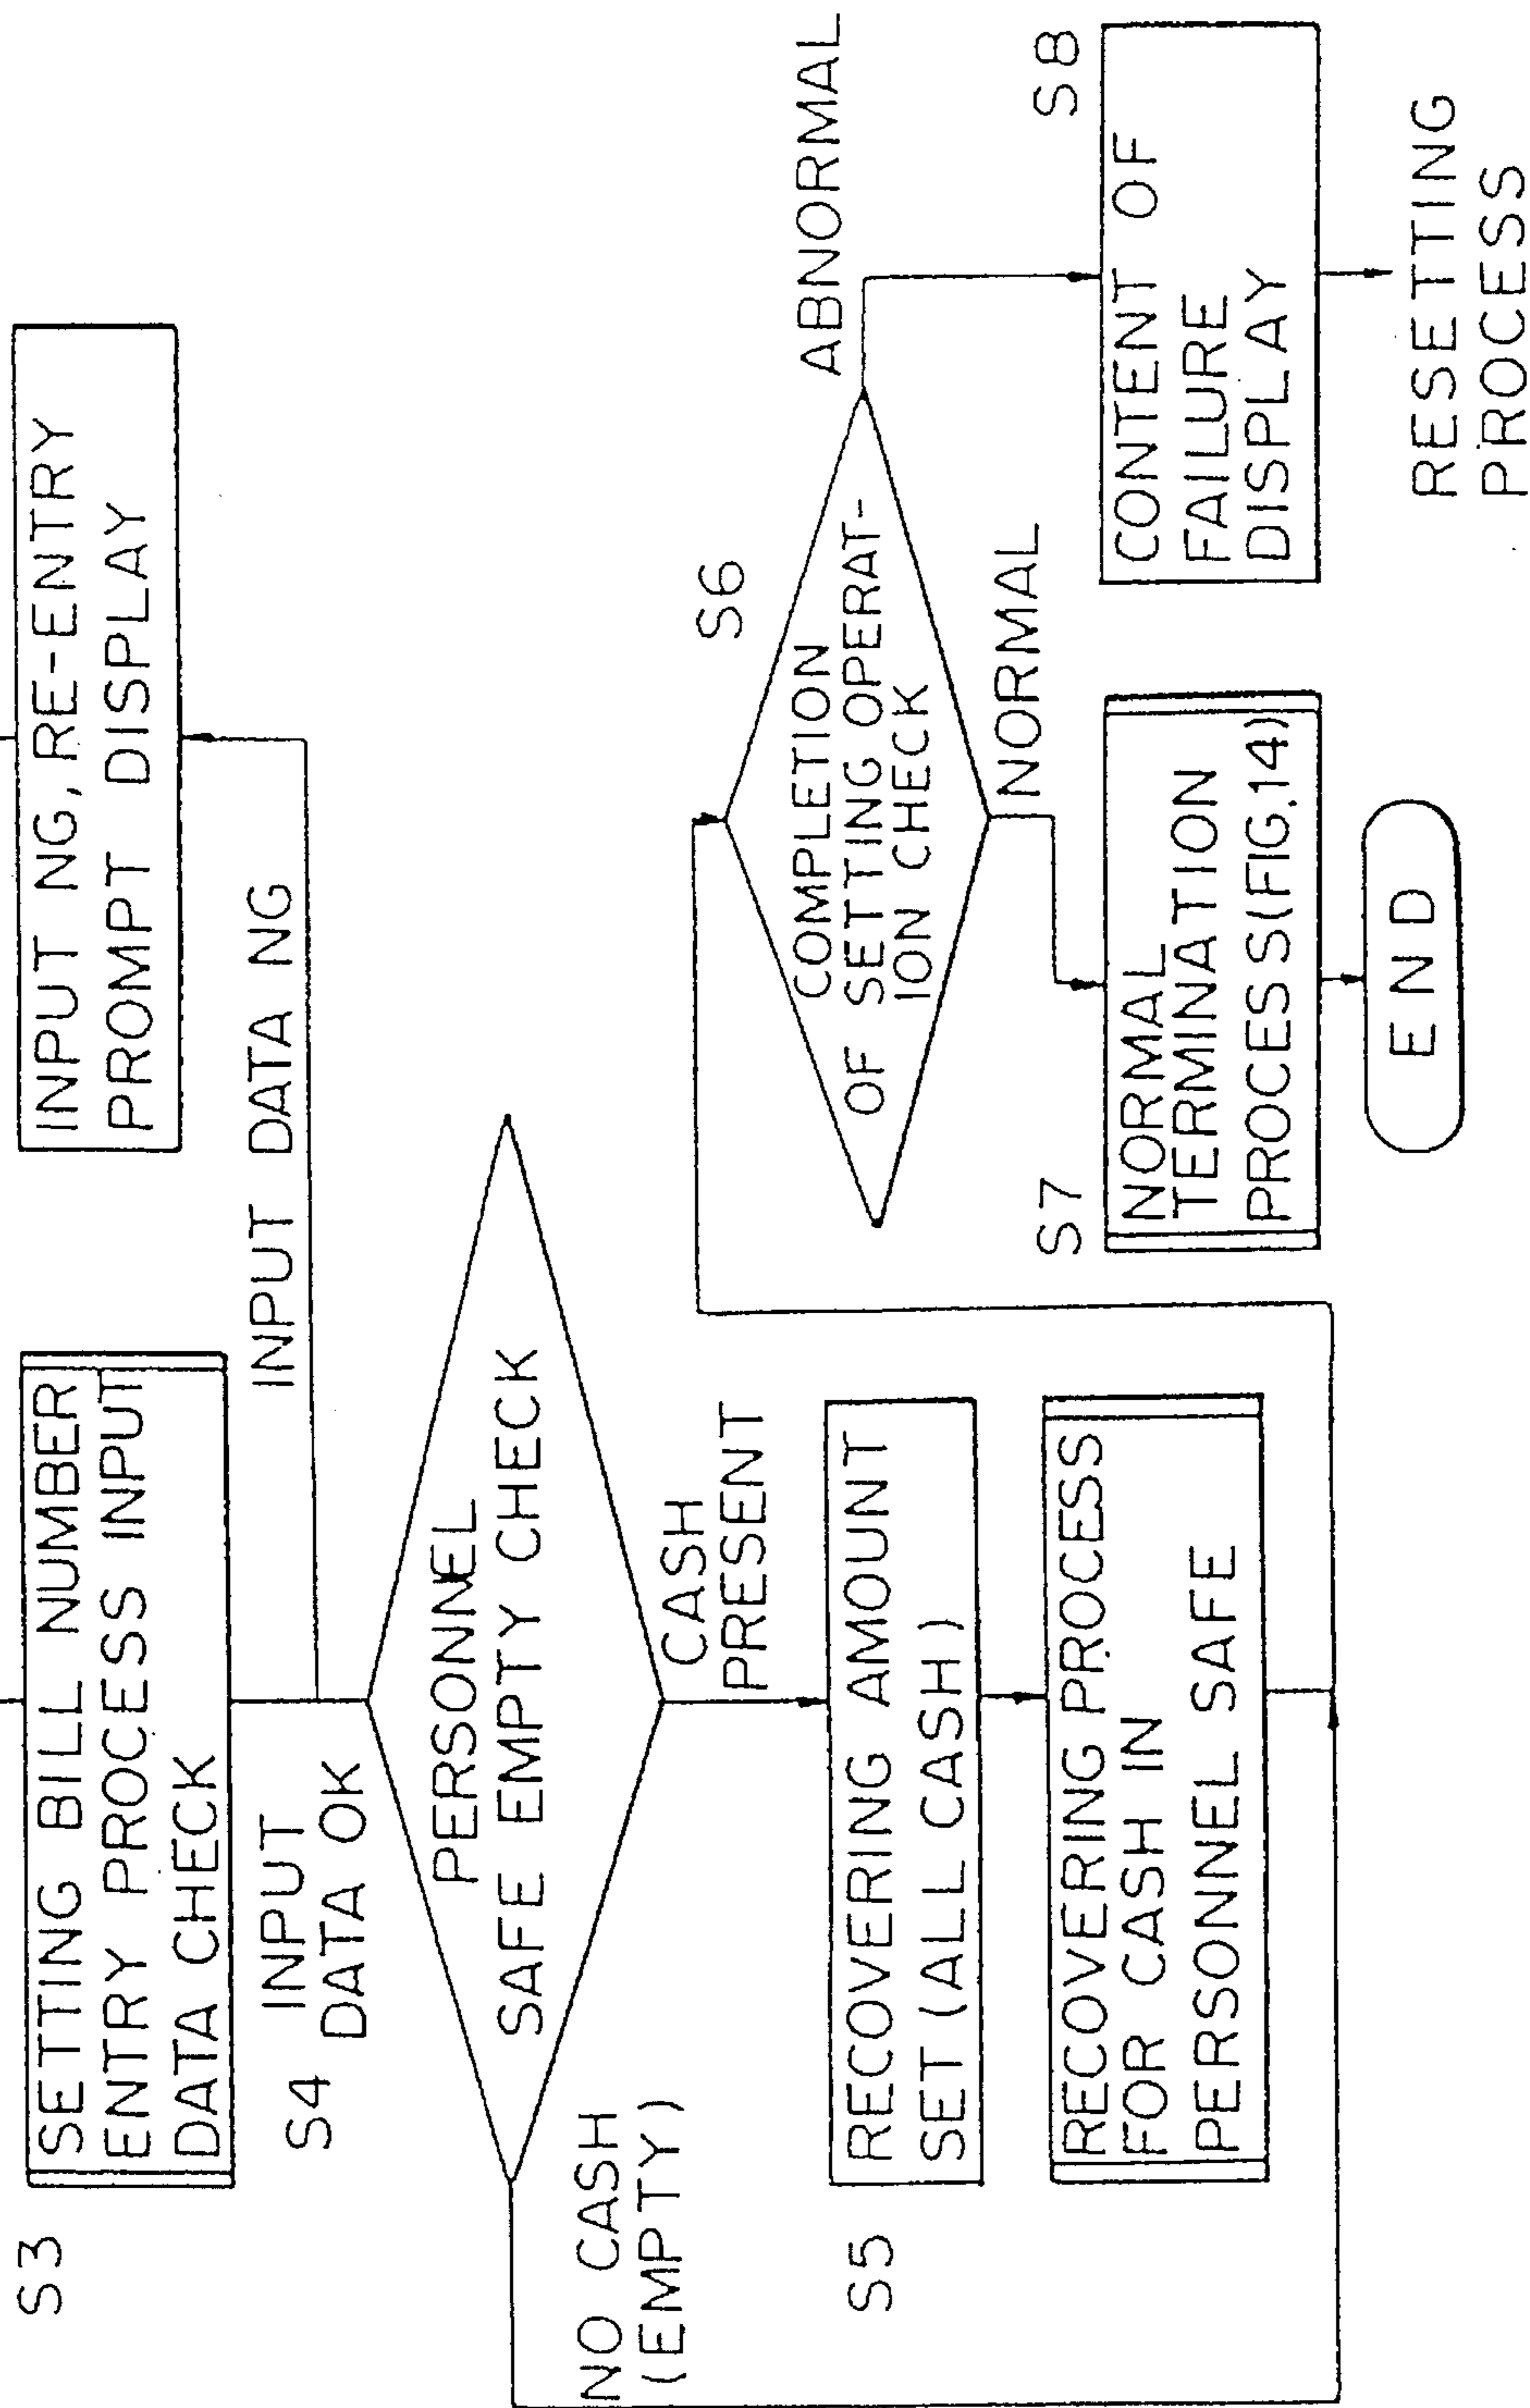 S3
SETTING BILL NUMBER
ENTRY PROCESS INPUT
DATA CHECK
INPUT NG, RE-ENTRY
PROMPT DISPLAY
INPUT DATA NG
S4
INPUT
DATA OK
PERSONNEL
SAFE EMPTY CHECK
NO CASH
(EMPTY)
CASH
PRESENT
S5
RECOVERING AMOUNT
SET (ALL CASH)
RECOVERING PROCESS
FOR CASH IN
PERSONNEL SAFE
S6
COMPLETION
OF SETTING OPERAT-
ION CHECK
ABNORMAL
NORMAL
S7
NORMAL
TERMINATION
PROCESS(FIG.14)
END
S8
CONTENT OF
FAILURE
DISPLAY
RESETTING
PROCESS